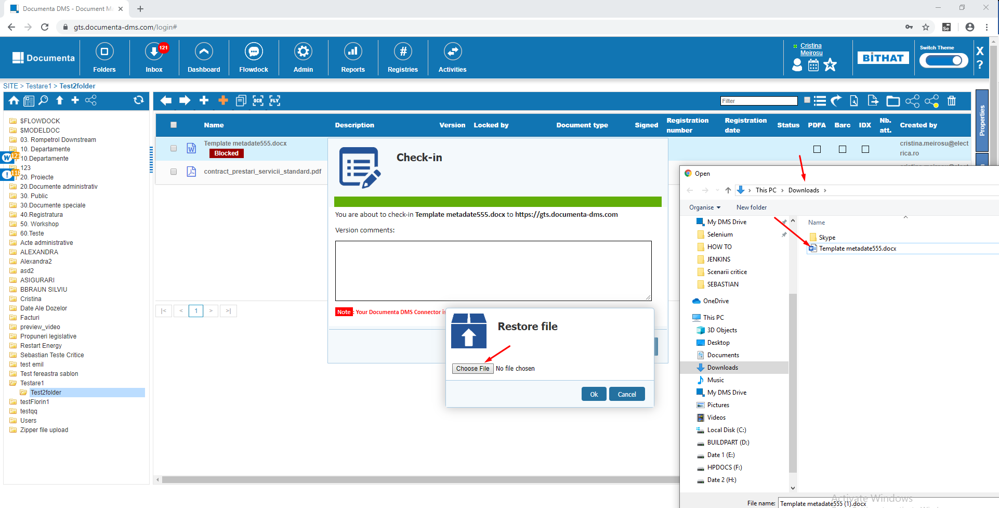 Documenta DMS - Document Ma
gts.documenta-dms.com/login#
Documenta
Folders
121
Inbox
Dashboard
Flowdock
Admin
Reports
#
Registries
Activities
Cristina
Meirosu
BITHAT
Switch Theme
X
?
SITE > Testare1 > Test2folder
OCR
FLY
Filter
Properties
$FLOWDOCK
$MODELDOC
03. Rompetrol Downstream
10. Departamente
10.Departamente
123
20. Proiecte
20.Documente administrativ
30. Public
30.Documente speciale
40.Registratura
50. Workshop
60.Teste
Acte administrative
ALEXANDRA
Alexandra2
asd2
ASIGURARI
BBRAUN SILVIU
Cristina
Date Ale Dozelor
Facturi
preview_video
Propuneri legislative
Restart Energy
Sebastian Teste Critice
test emil
Test fereastra sablon
Testare1
Test2folder
testFlorin1
testqq
Users
Zipper file upload
W
121
!
118
Name
Description
Version
Locked by
Document type
Signed
Registration
number
Registration
date
Status
PDFA
Barc
IDX
Nb.
att.
Created by
Template metadate555.docx
Blocked
cristina.meirosu@elect
rica.ro
contract_prestari_servicii_standard.pdf
|<
<
1
>
>|
Check-in
You are about to check-in Template metadate555.docx to https://gts.documenta-dms.com
Version comments:
Note : Your Documenta DMS Connector is
Restore file
Choose File No file chosen
Ok
Cancel
Open
This PC > Downloads >
Organise
New folder
My DMS Drive
Selenium
HOW TO
JENKINS
Scenarii critice
SEBASTIAN
OneDrive
This PC
3D Objects
Desktop
Documents
Downloads
Music
My DMS Drive
Pictures
Videos
Local Disk (C:)
BUILDPART (D:)
Date 1 (E:)
HPDOCS (F:)
Date 2 (H:)
Name
Skype
Template metadate555.docx
Activate Windows
File name: Template metadate555 (1).docx